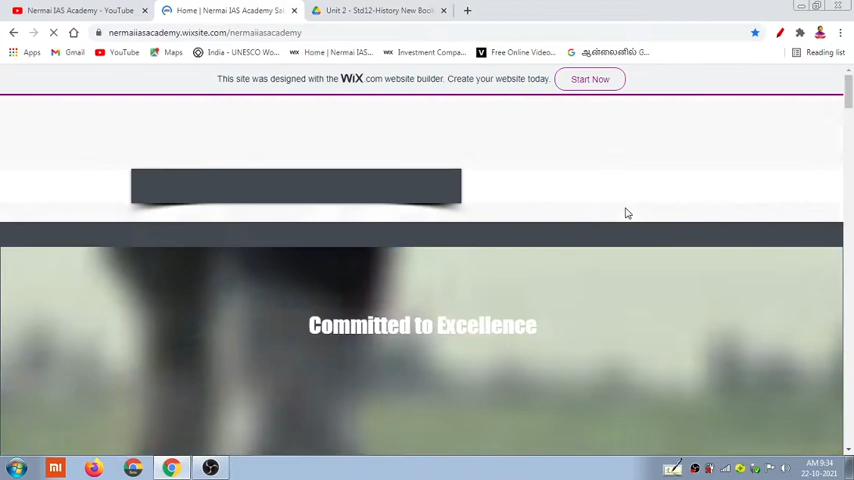 Nermai IAS Academy - YouTube
Home | Nermai IAS Academy Sal
Unit 2 - Std12-History New Book
nermaiiasacademy.wixsite.com/nermaiiasacademy
Apps
Gmail
YouTube
Maps
India - UNESCO Wo...
Home | Nermai IAS...
Investment Compa...
Free Online Video...
ஆன்லைனில் G...
Reading list
This site was designed with the WiX.com website builder. Create your website today.
Start Now
Committed to Excellence
AM 9:34
22-10-2021